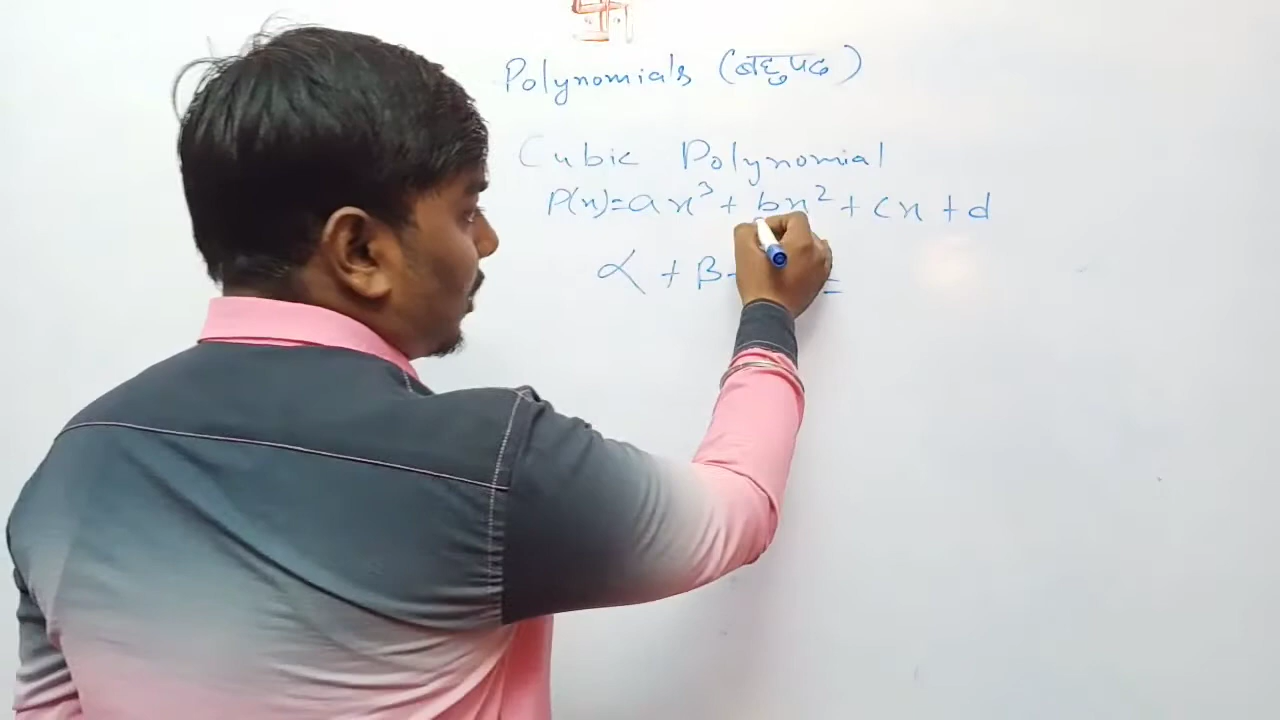 Polynomials (बहुपद)
Cubic Polynomial
P(x)=ax³ + bx² + cx + d
α + β + =